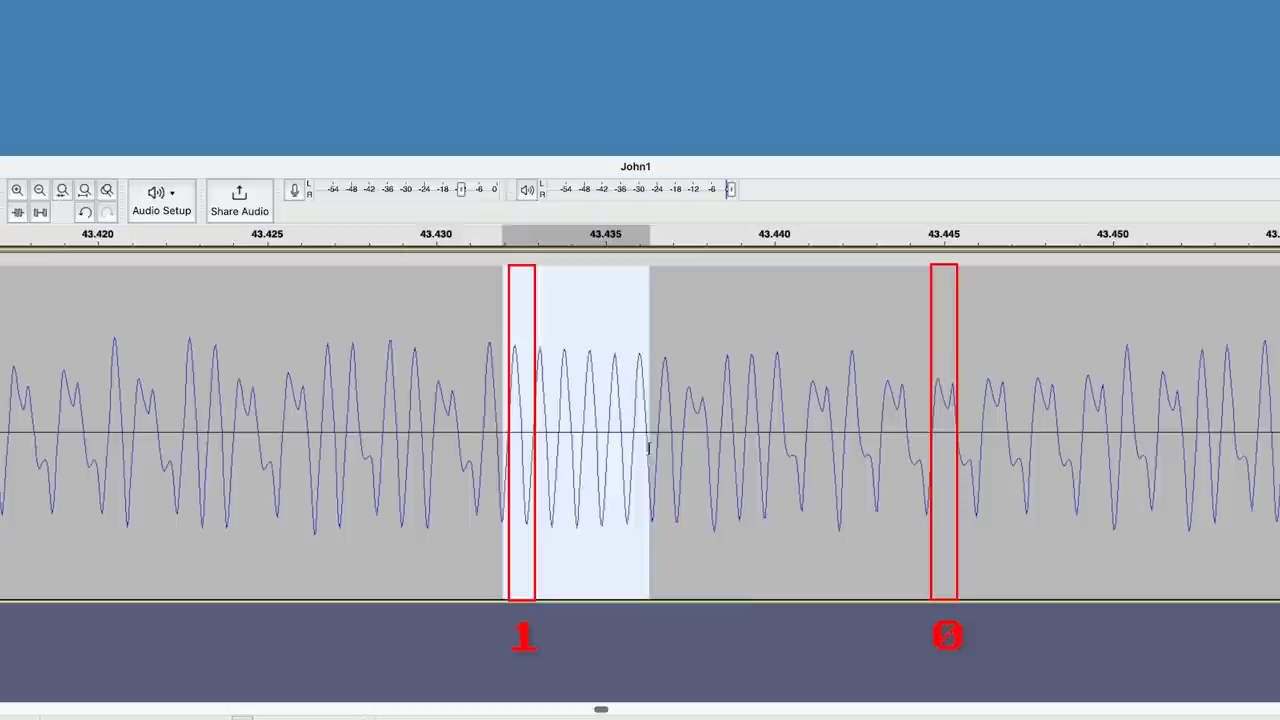 John1
L
R
-54 -48 -42 -36 -30 -24 -18 -6 0
L
R
-54 -48 -42 -36 -30 -24 -18 -12 -6
Audio Setup
Share Audio
43.420 43.425 43.430 43.435 43.440 43.445 43.450 43.
1
0